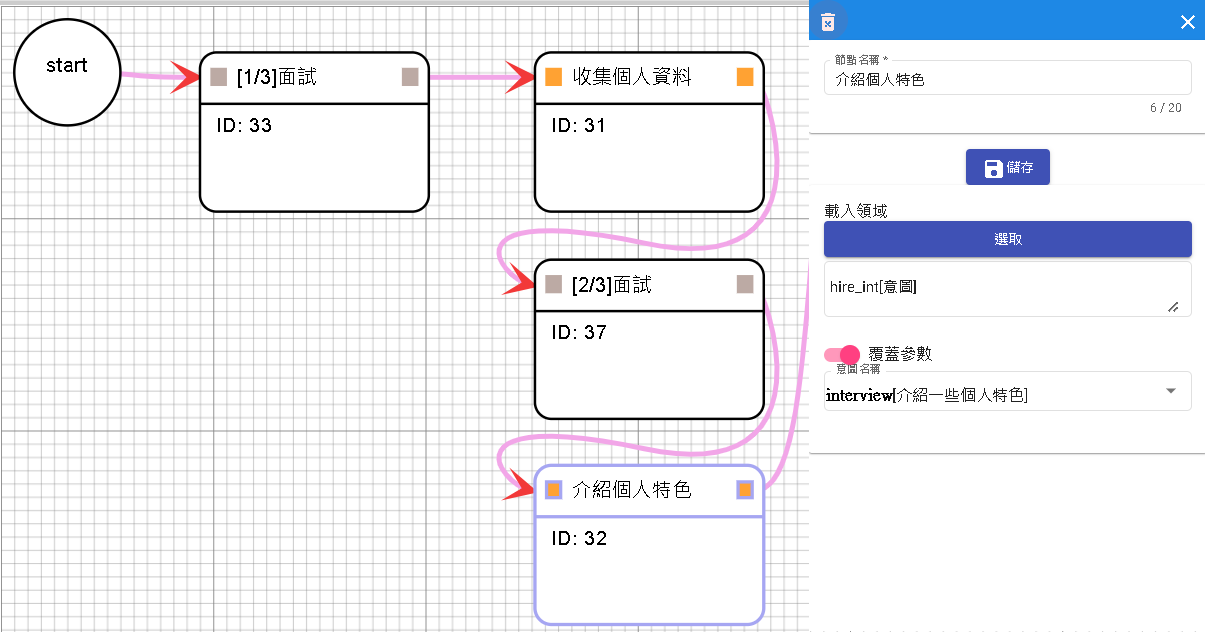 start
[1/3]面試
ID: 33
收集個人資料
ID: 31
[2/3]面試
ID: 37
介紹個人特色
ID: 32
節點名稱 *
介紹個人特色
6 / 20
儲存
載入領域
選取
hire_int[意圖]
覆蓋參數
意圖名稱
interview[介紹一些個人特色]